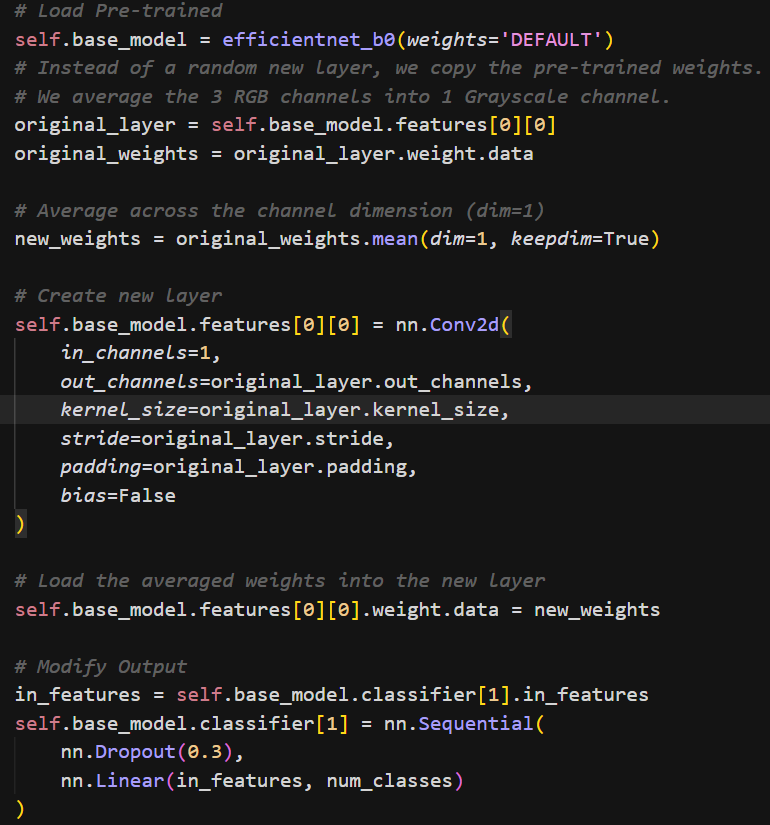 # Load Pre-trained
self.base_model = efficientnet_b0(weights='DEFAULT')
# Instead of a random new layer, we copy the pre-trained weights.
# We average the 3 RGB channels into 1 Grayscale channel.
original_layer = self.base_model.features[0][0]
original_weights = original_layer.weight.data

# Average across the channel dimension (dim=1)
new_weights = original_weights.mean(dim=1, keepdim=True)

# Create new layer
self.base_model.features[0][0] = nn.Conv2d(
    in_channels=1,
    out_channels=original_layer.out_channels,
    kernel_size=original_layer.kernel_size,
    stride=original_layer.stride,
    padding=original_layer.padding,
    bias=False
)

# Load the averaged weights into the new layer
self.base_model.features[0][0].weight.data = new_weights

# Modify Output
in_features = self.base_model.classifier[1].in_features
self.base_model.classifier[1] = nn.Sequential(
    nn.Dropout(0.3),
    nn.Linear(in_features, num_classes)
)